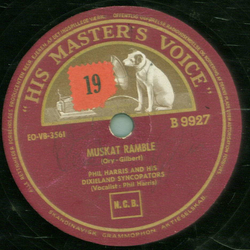 "HIS MASTER'S VOICE"
19
EO-VB-3561
B 9927
MUSKAT RAMBLE
(Ory - Gilbert)
PHIL HARRIS AND HIS
DIXIELAND SYNCOPATORS
(Vocalist: Phil Harris)
N.C.B.
SCANDINAVISK GRAMMOPHON AKTIESELSKAB